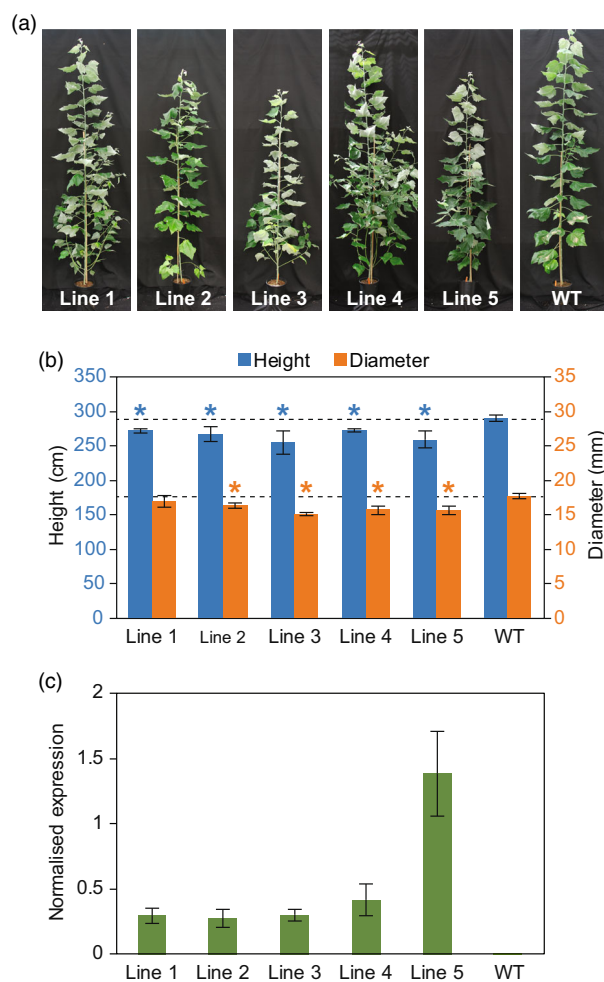 (a)
Line 1 Line 2 Line 3 Line 4 Line 5 WT
(b)
Height Diameter
350 35
300 30
250 25
200 20
150 15
100 10
50 5
0 0
Height (cm)
Diameter (mm)
* * * * *
* * * *
Line 1 Line 2 Line 3 Line 4 Line 5 WT
(c)
2
1.5
1
0.5
0
Normalised expression
Line 1 Line 2 Line 3 Line 4 Line 5 WT